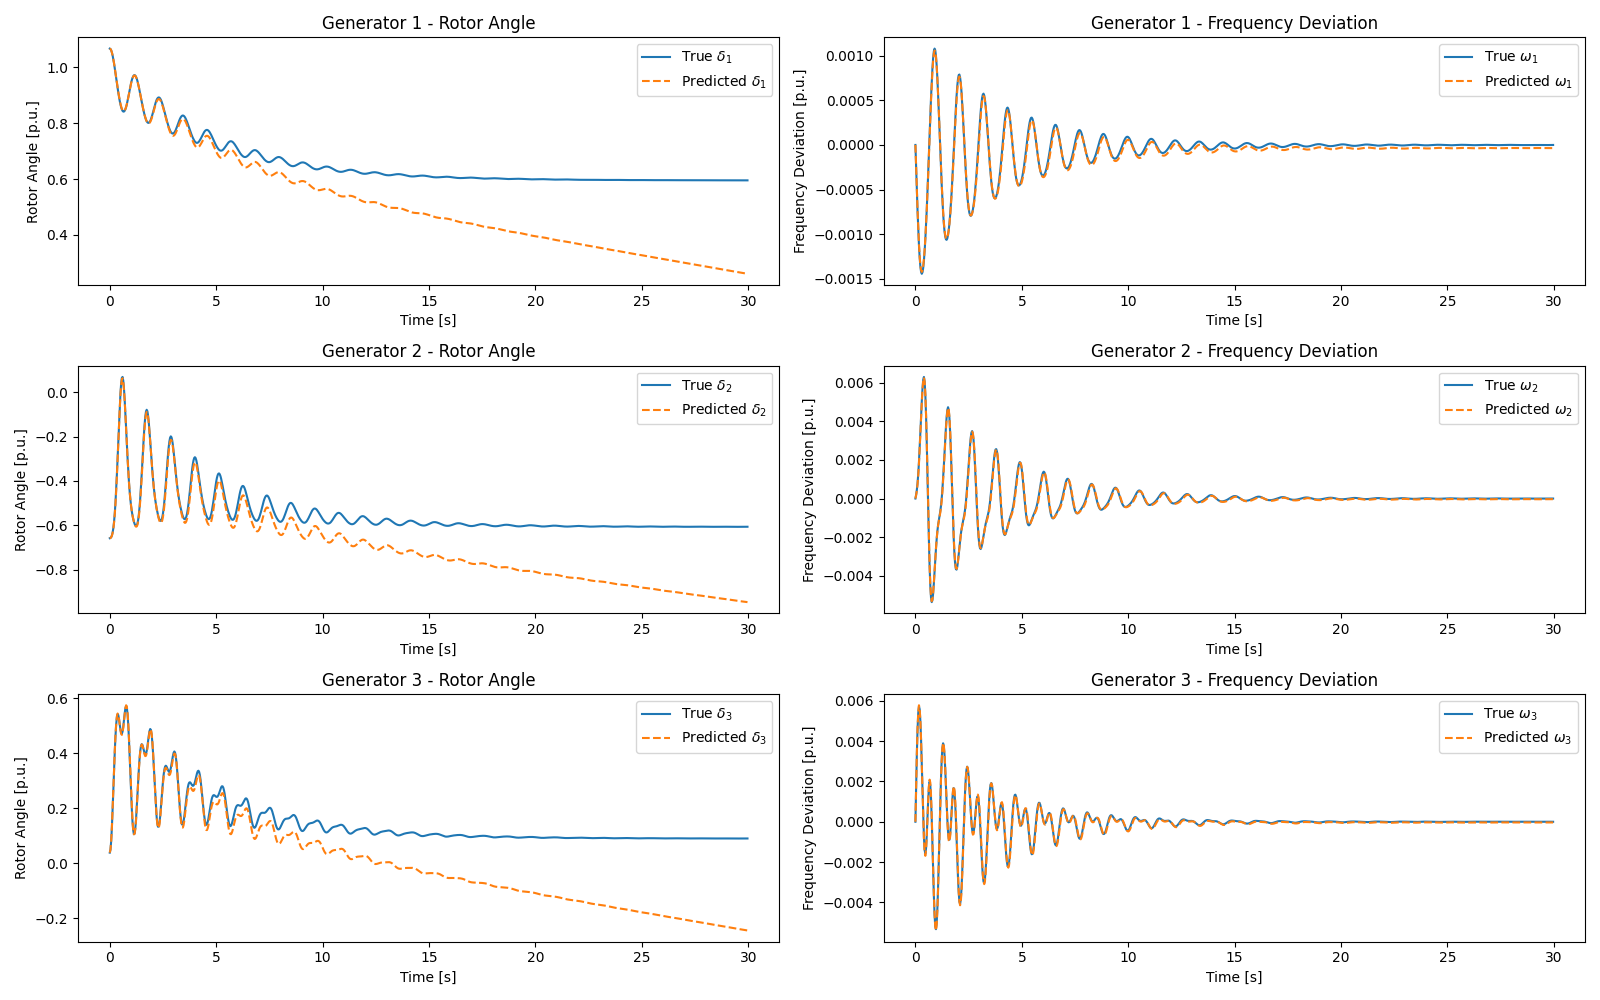 Generator 1 - Rotor Angle
Rotor Angle [p.u.]
1.0
0.8
0.6
0.4
True δ1
Predicted δ1
0 5 10 15 20 25 30
Time [s]
Generator 1 - Frequency Deviation
Frequency Deviation [p.u.]
0.0010
0.0005
0.0000
−0.0005
−0.0010
−0.0015
True ω1
Predicted ω1
0 5 10 15 20 25 30
Time [s]
Generator 2 - Rotor Angle
Rotor Angle [p.u.]
0.0
−0.2
−0.4
−0.6
−0.8
True δ2
Predicted δ2
0 5 10 15 20 25 30
Time [s]
Generator 2 - Frequency Deviation
Frequency Deviation [p.u.]
0.006
0.004
0.002
0.000
−0.002
−0.004
True ω2
Predicted ω2
0 5 10 15 20 25 30
Time [s]
Generator 3 - Rotor Angle
Rotor Angle [p.u.]
0.6
0.4
0.2
0.0
−0.2
True δ3
Predicted δ3
0 5 10 15 20 25 30
Time [s]
Generator 3 - Frequency Deviation
Frequency Deviation [p.u.]
0.006
0.004
0.002
0.000
−0.002
−0.004
True ω3
Predicted ω3
0 5 10 15 20 25 30
Time [s]